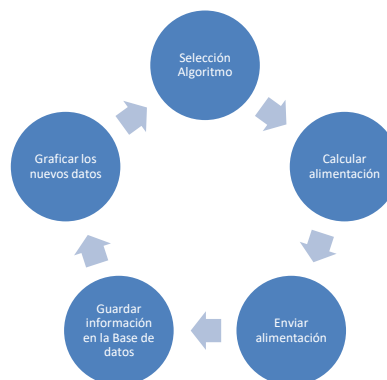 Selección
Algoritmo
Calcular
alimentación
Enviar
alimentación
Guardar
información
en la Base de
datos
Graficar los
nuevos datos